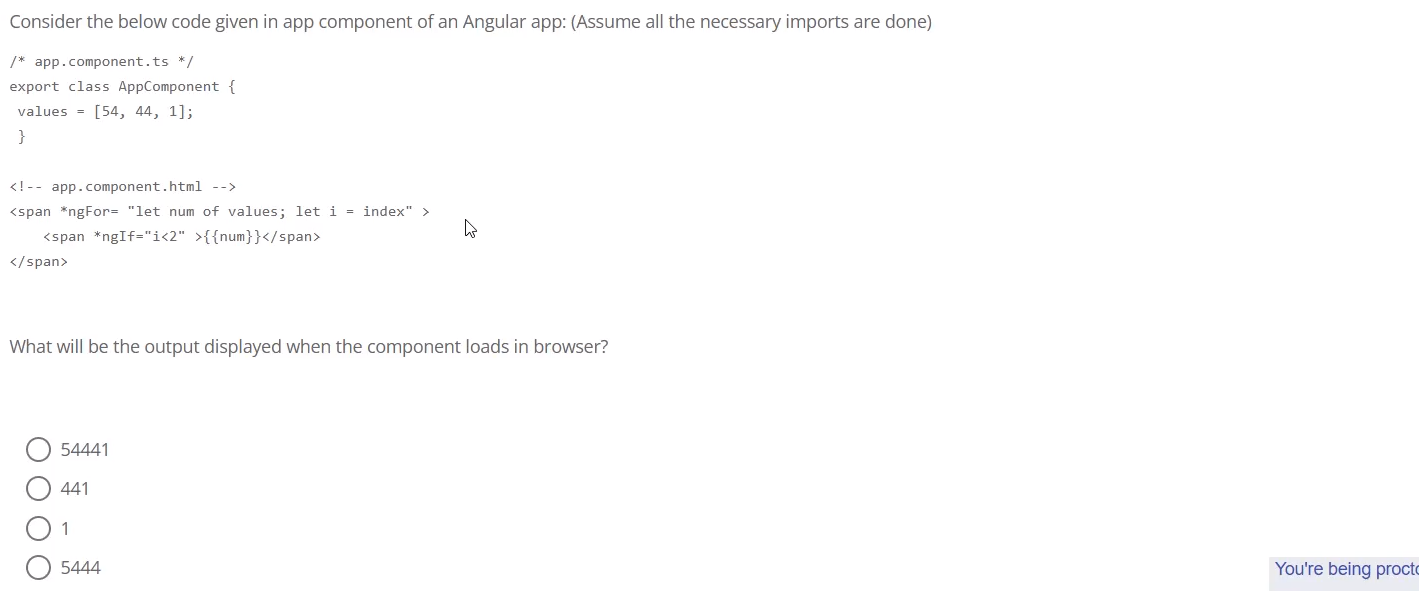 Consider the below code given in app component of an Angular app: (Assume all the necessary imports are done)
/* app.component.ts */
export class AppComponent {
values = [54, 44, 1];
}
<!-- app.component.html -->
<span *ngFor= "let num of values; let i = index" >
<span *ngIf="i<2" >{{num}}</span>
</span>
What will be the output displayed when the component loads in browser?
54441
441
1
5444
You're being procto